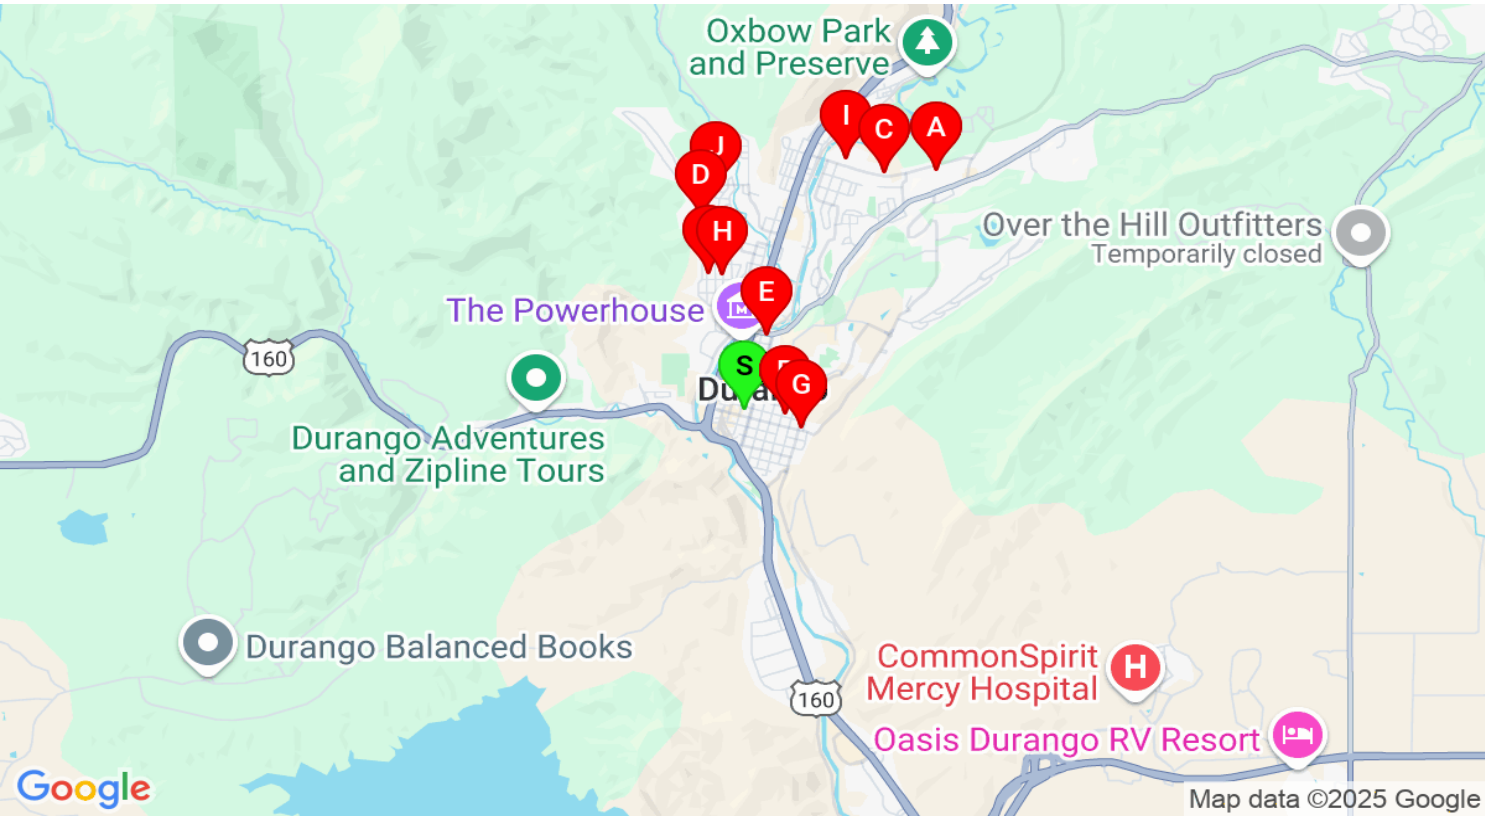 Oxbow Park
and Preserve
I
C
A
J
D
H
Over the Hill Outfitters
Temporarily closed
E
The Powerhouse
160
S
G
Durango Adventures
and Zipline Tours
Durango Balanced Books
CommonSpirit
Mercy Hospital
H
160
Oasis Durango RV Resort
Google
Map data ©2025 Google